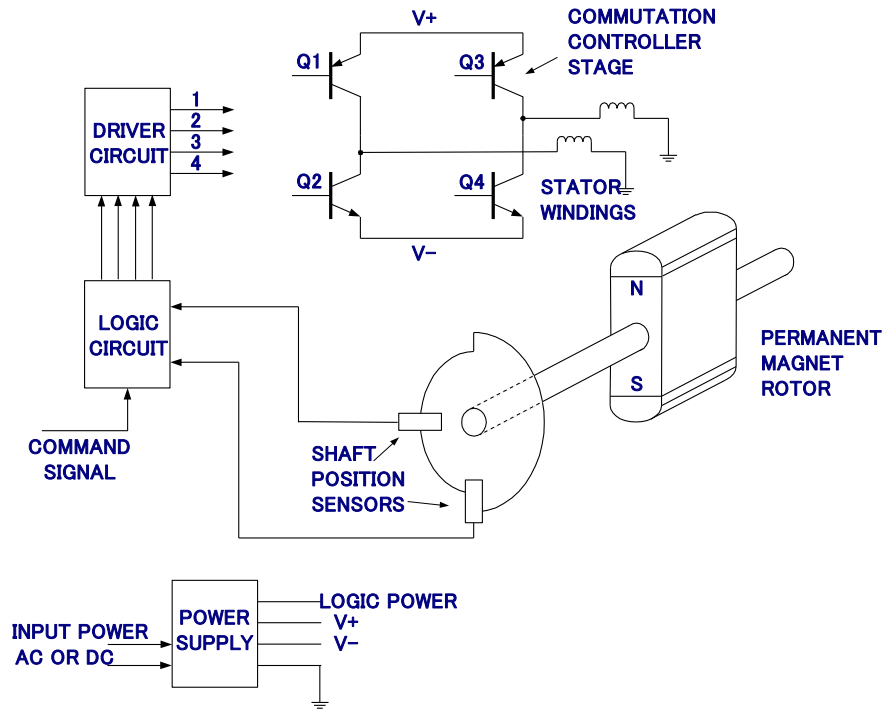 V+
COMMUTATION
CONTROLLER
STAGE
Q1
Q3
1
2
3
4
DRIVER
CIRCUIT
Q2
Q4
STATOR
WINDINGS
V-
N
S
PERMANENT
MAGNET
ROTOR
LOGIC
CIRCUIT
COMMAND
SIGNAL
SHAFT
POSITION
SENSORS
POWER
SUPPLY
LOGIC POWER
V+
V-
INPUT POWER
AC OR DC